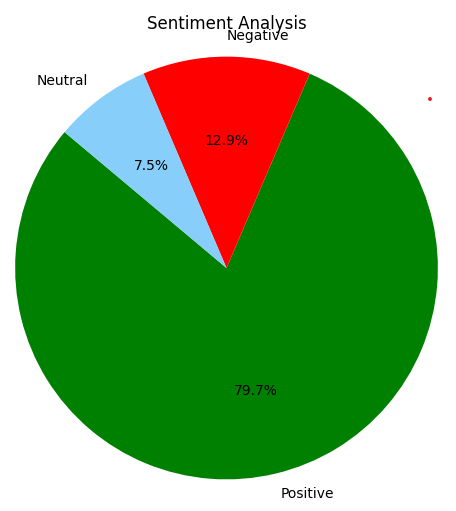 Sentiment Analysis
Negative
Neutral
12.9%
7.5%
79.7%
Positive